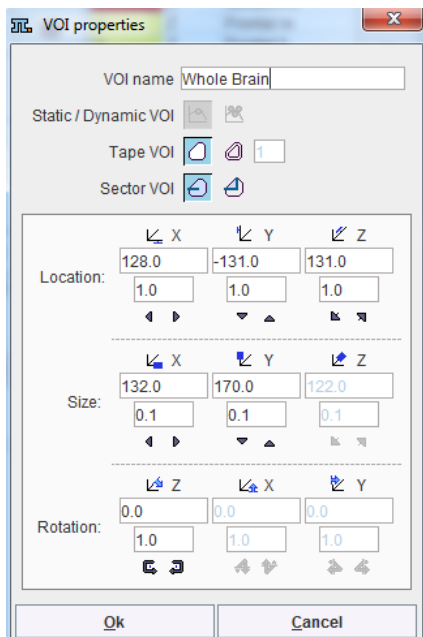 VOI properties
VOI name Whole Brain
Static / Dynamic VOI
Tape VOI 1
Sector VOI
X Y Z
Location: 128.0 -131.0 131.0
1.0 1.0 1.0
X Y Z
Size: 132.0 170.0 122.0
0.1 0.1 0.1
Z X Y
Rotation: 0.0 0.0 0.0
1.0 1.0 1.0
Ok Cancel